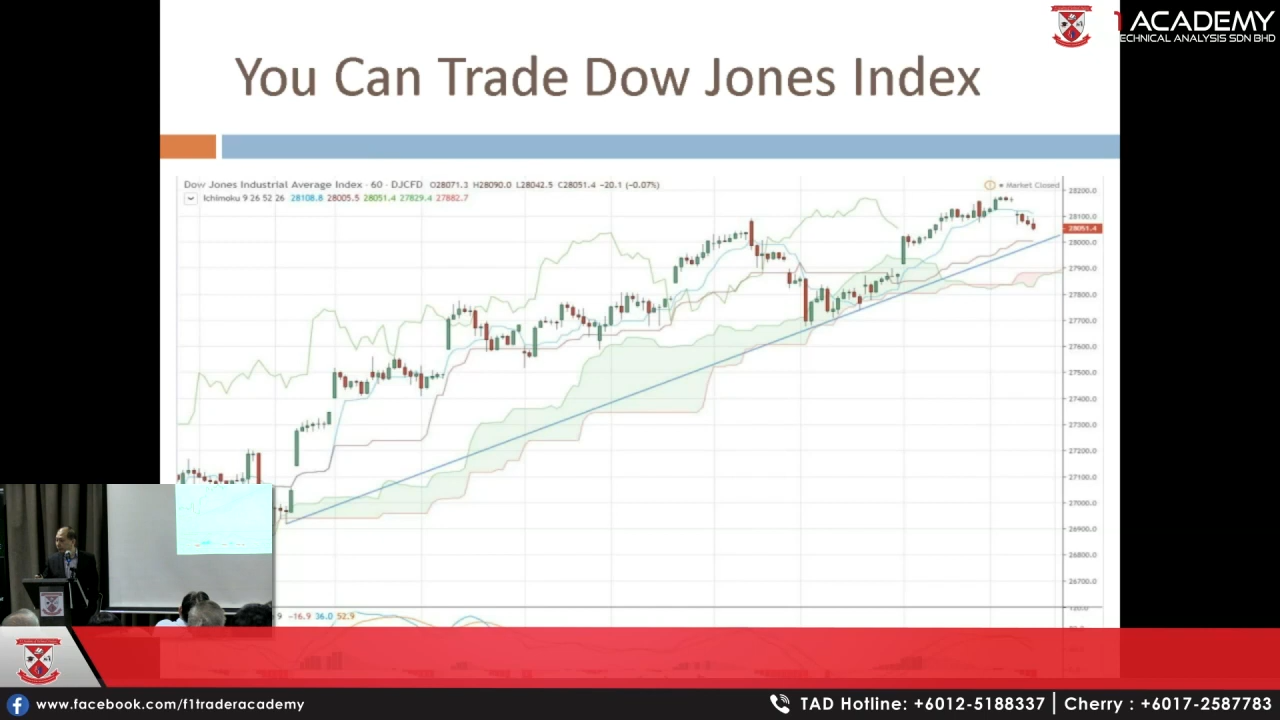 ACADEMY
ECHNICAL ANALYSIS SDN BHD
You Can Trade Dow Jones Index
Dow Jones Industrial Average Index · 60 · DJCFD O28071.3 H28090.0 L28042.5 C28051.4 −20.1 (−0.07%)
Market Closed
Ichimoku 9 26 52 26 28108.8 28005.5 28051.4 27829.4 27882.7
28200.0
28100.0
28051.4
28000.0
27900.0
27800.0
27700.0
27600.0
27500.0
27400.0
27300.0
27200.0
27100.0
27000.0
26900.0
26800.0
26700.0
9 −16.9 36.0 52.9
www.facebook.com/f1traderacademy
TAD Hotline: +6012-5188337 | Cherry : +6017-2587783